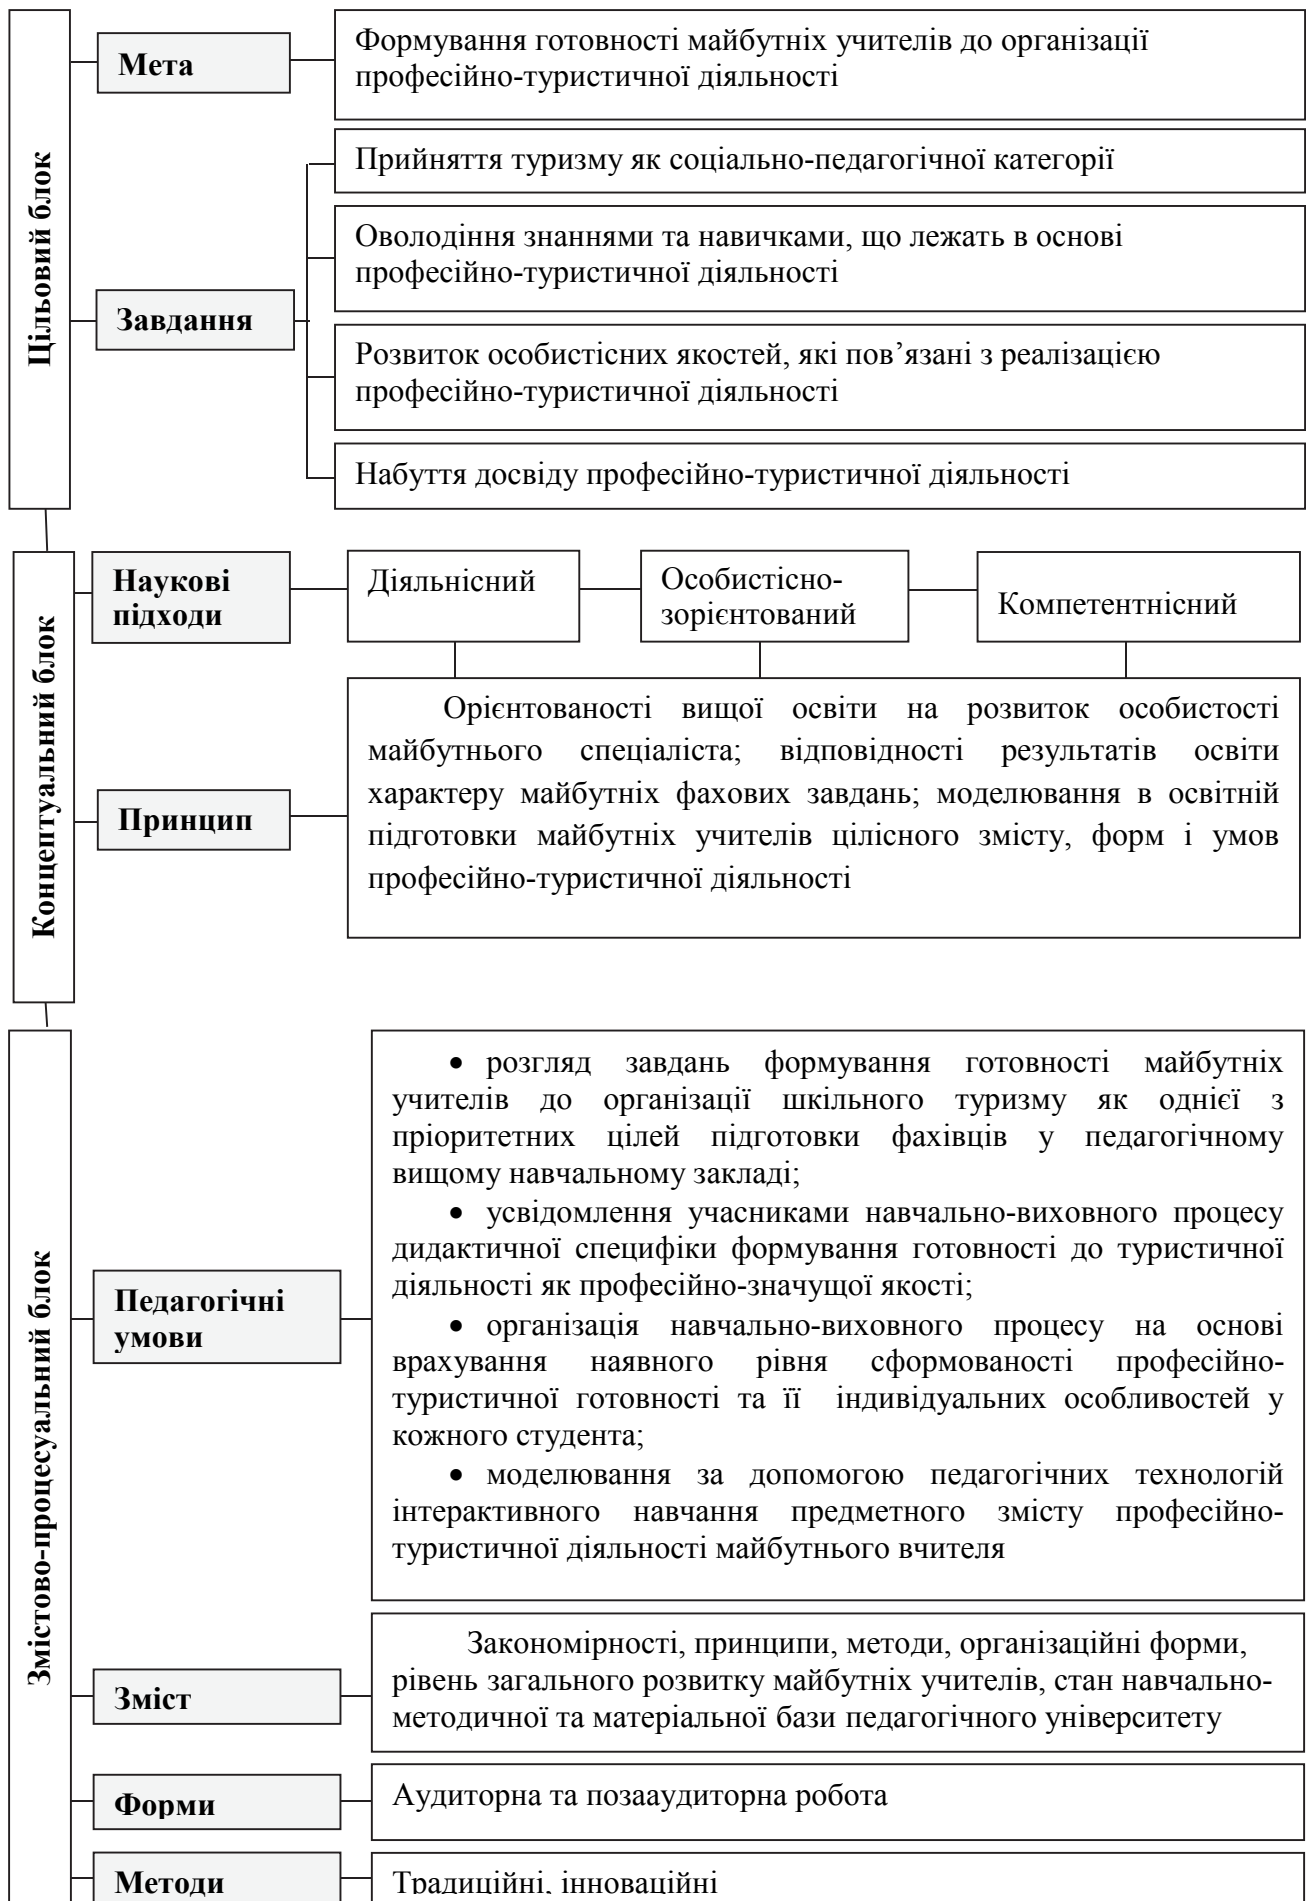 Цільовий блок
Мета
Формування готовності майбутніх учителів до організації
професійно-туристичної діяльності
Завдання
Прийняття туризму як соціально-педагогічної категорії
Оволодіння знаннями та навичками, що лежать в основі
професійно-туристичної діяльності
Розвиток особистісних якостей, які пов’язані з реалізацією
професійно-туристичної діяльності
Набуття досвіду професійно-туристичної діяльності
Концептуальний блок
Наукові
підходи
Діяльнісний
Особистісно-
зорієнтований
Компетентнісний
Принцип
Орієнтованості вищої освіти на розвиток особистості
майбутнього спеціаліста; відповідності результатів освіти
характеру майбутніх фахових завдань; моделювання в освітній
підготовки майбутніх учителів цілісного змісту, форм і умов
професійно-туристичної діяльності
Змістово-процесуальний блок
Педагогічні
умови
• розгляд завдань формування готовності майбутніх
учителів до організації шкільного туризму як однієї з
пріоритетних цілей підготовки фахівців у педагогічному
вищому навчальному закладі;
• усвідомлення учасниками навчально-виховного процесу
дидактичної специфіки формування готовності до туристичної
діяльності як професійно-значущої якості;
• організація навчально-виховного процесу на основі
врахування наявного рівня сформованості професійно-
туристичної готовності та її індивідуальних особливостей у
кожного студента;
• моделювання за допомогою педагогічних технологій
інтерактивного навчання предметного змісту професійно-
туристичної діяльності майбутнього вчителя
Зміст
Закономірності, принципи, методи, організаційні форми,
рівень загального розвитку майбутніх учителів, стан навчально-
методичної та матеріальної бази педагогічного університету
Форми
Аудиторна та позааудиторна робота
Методи
Традиційні, інноваційні